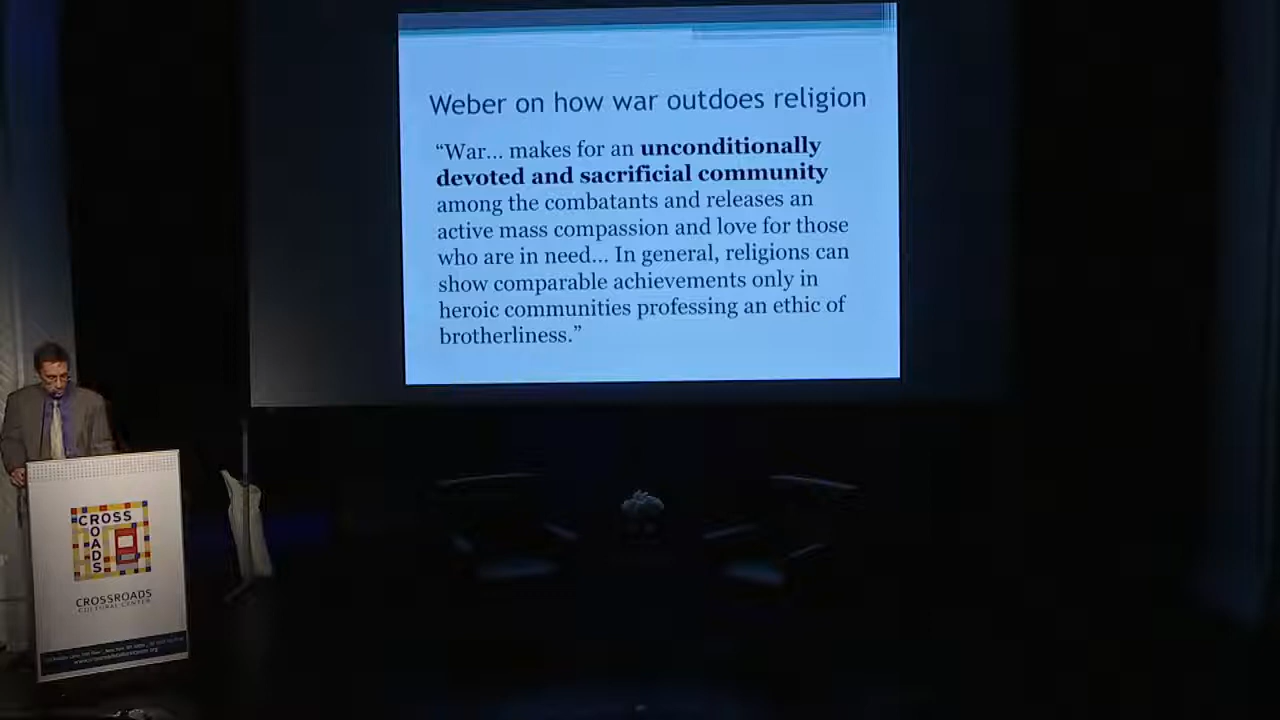 Weber on how war outdoes religion
“War... makes for an unconditionally
devoted and sacrificial community
among the combatants and releases an
active mass compassion and love for those
who are in need... In general, religions can
show comparable achievements only in
heroic communities professing an ethic of
brotherliness.”
CROSS
ROADS
CROSSROADS
CULTURAL CENTER